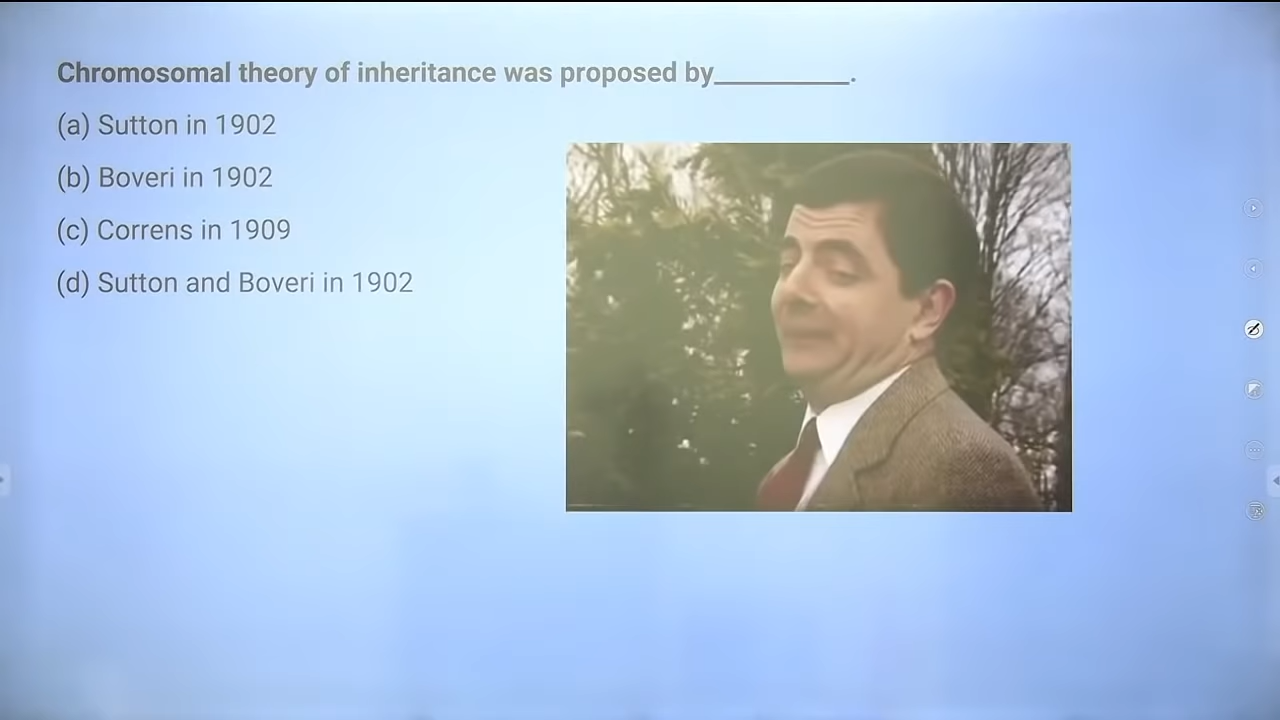 Chromosomal theory of inheritance was proposed by__________.
(a) Sutton in 1902
(b) Boveri in 1902
(c) Correns in 1909
(d) Sutton and Boveri in 1902